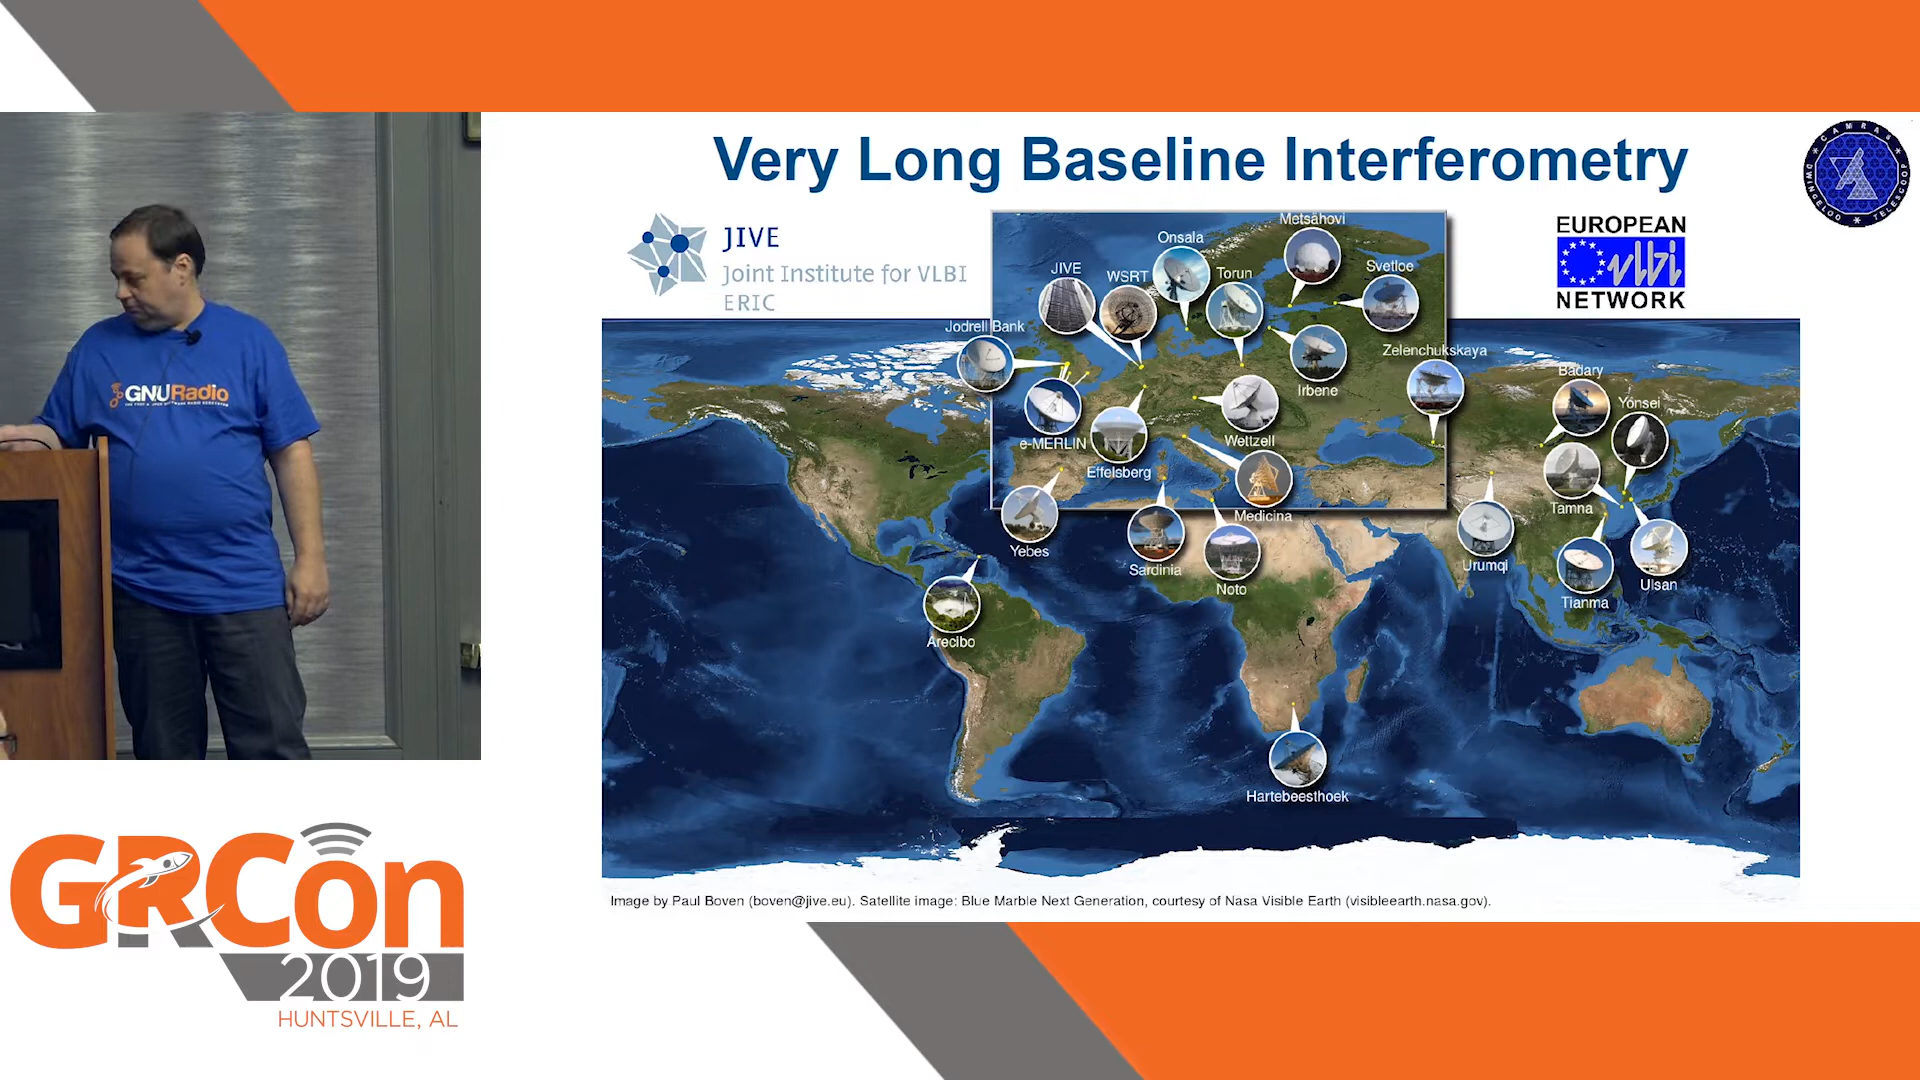 Very Long Baseline Interferometry
CAMRAS
DWINGELOO TELESCOOP
JIVE
Joint Institute for VLBI
ERIC
EUROPEAN
vlbi
NETWORK
Metsähovi
Onsala
JIVE
WSRT
Torun
Svetloe
Jodrell Bank
Zelenchukskaya
Irbene
Badary
Yonsei
e-MERLIN
Wettzell
Effelsberg
Medicina
Tamna
Yebes
Sardinia
Noto
Urumqi
Tianma
Ulsan
Arecibo
Hartebeesthoek
Image by Paul Boven (boven@jive.eu). Satellite image: Blue Marble Next Generation, courtesy of Nasa Visible Earth (visibleearth.nasa.gov).
GNURadio
GRCon
2019
HUNTSVILLE, AL